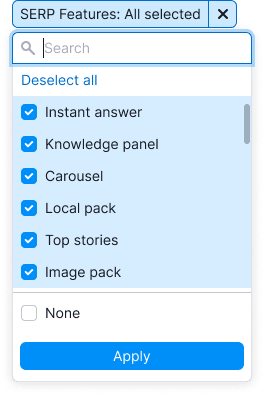 SERP Features: All selected
Search
Deselect all
Instant answer
Knowledge panel
Carousel
Local pack
Top stories
Image pack
None
Apply